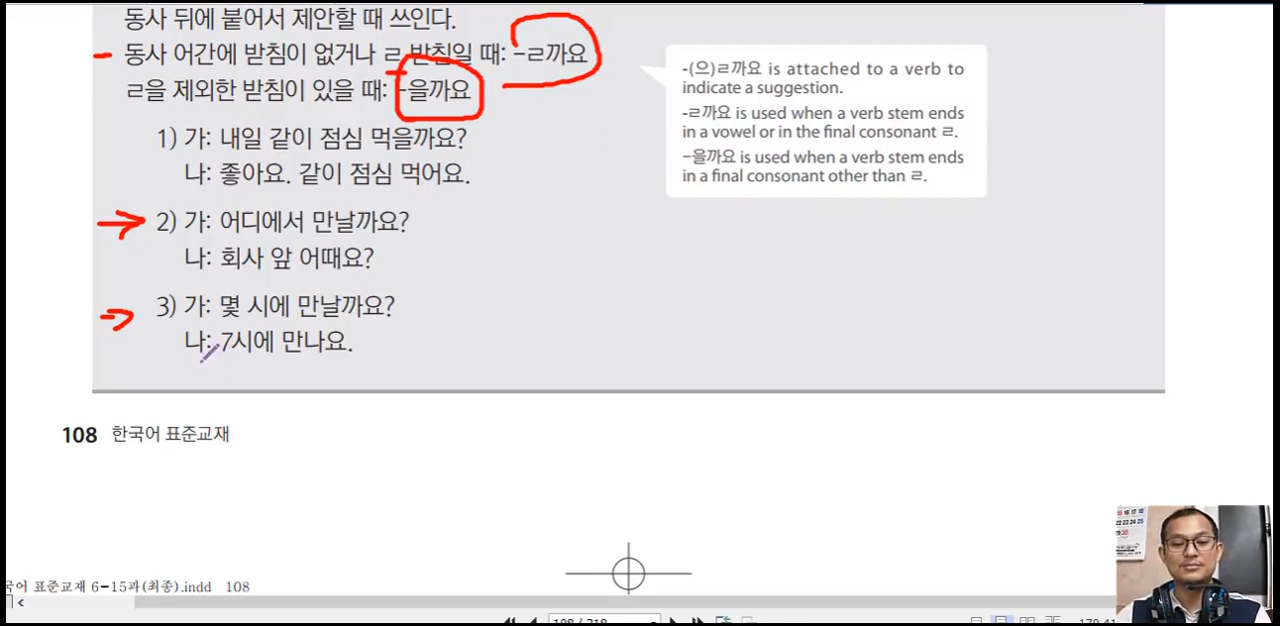 동사 뒤에 붙어서 제안할 때 쓰인다.
동사 어간에 받침이 없거나 ㄹ 받침일 때: -ㄹ까요
ㄹ을 제외한 받침이 있을 때: -을까요
1) 가: 내일 같이 점심 먹을까요?
나: 좋아요. 같이 점심 먹어요.
2) 가: 어디에서 만날까요?
나: 회사 앞 어때요?
3) 가: 몇 시에 만날까요?
나: 7시에 만나요.
-(으)ㄹ까요 is attached to a verb to
indicate a suggestion.
-ㄹ까요 is used when a verb stem ends
in a vowel or in the final consonant ㄹ.
-을까요 is used when a verb stem ends
in a final consonant other than ㄹ.
108 한국어 표준교재
국어 표준교재 6-15과(최종).indd 108